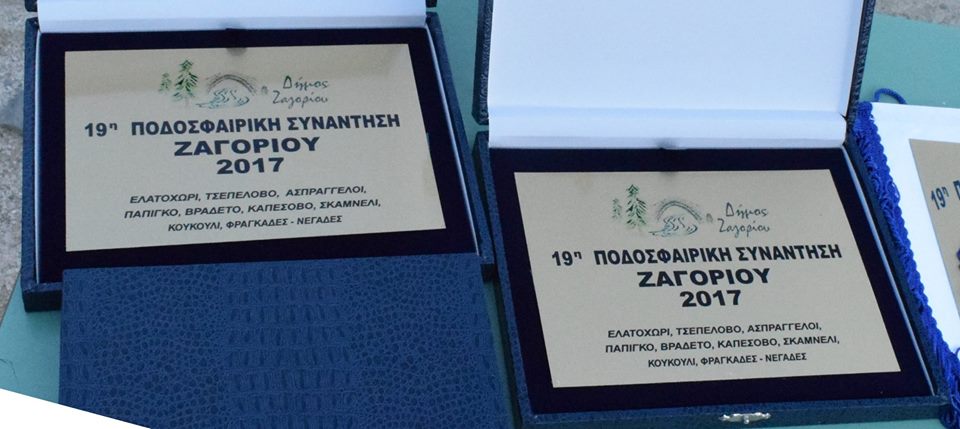 Δήμος
Ζαγορίου
19η ΠΟΔΟΣΦΑΙΡΙΚΗ ΣΥΝΑΝΤΗΣΗ
ΖΑΓΟΡΙΟΥ
2017
ΕΛΑΤΟΧΩΡΙ, ΤΣΕΠΕΛΟΒΟ, ΑΣΠΡΑΓΓΕΛΟΙ,
ΠΑΠΙΓΚΟ, ΒΡΑΔΕΤΟ, ΚΑΠΕΣΟΒΟ, ΣΚΑΜΝΕΛΙ,
ΚΟΥΚΟΥΛΙ, ΦΡΑΓΚΑΔΕΣ - ΝΕΓΑΔΕΣ
Δήμος
Ζαγορίου
19η ΠΟΔΟΣΦΑΙΡΙΚΗ ΣΥΝΑΝΤΗΣΗ
ΖΑΓΟΡΙΟΥ
2017
ΕΛΑΤΟΧΩΡΙ, ΤΣΕΠΕΛΟΒΟ, ΑΣΠΡΑΓΓΕΛΟΙ,
ΠΑΠΙΓΚΟ, ΒΡΑΔΕΤΟ, ΚΑΠΕΣΟΒΟ, ΣΚΑΜΝΕΛΙ,
ΚΟΥΚΟΥΛΙ, ΦΡΑΓΚΑΔΕΣ - ΝΕΓΑΔΕΣ
19η